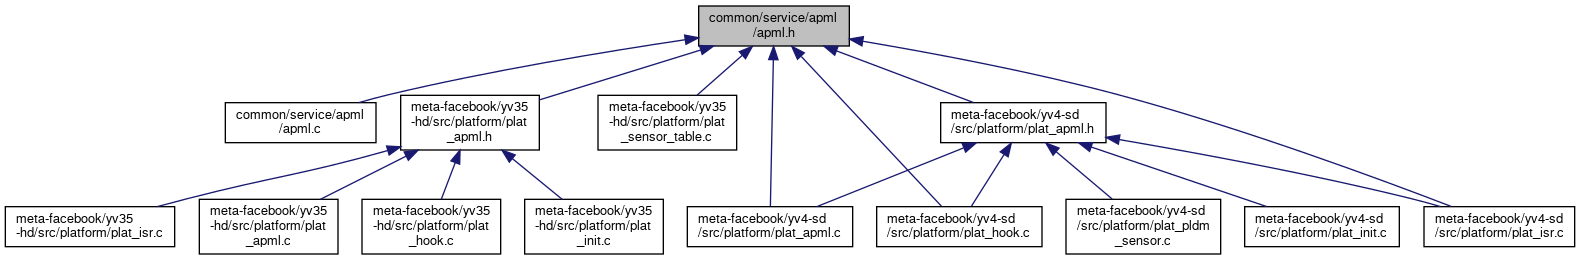 common/service/apml
/apml.h
common/service/apml
/apml.c
meta-facebook/yv35
-hd/src/platform/plat
_apml.h
meta-facebook/yv35
-hd/src/platform/plat
_sensor_table.c
meta-facebook/yv4-sd
/src/platform/plat_apml.h
meta-facebook/yv35
-hd/src/platform/plat_isr.c
meta-facebook/yv35
-hd/src/platform/plat
_apml.c
meta-facebook/yv35
-hd/src/platform/plat
_hook.c
meta-facebook/yv35
-hd/src/platform/plat
_init.c
meta-facebook/yv4-sd
/src/platform/plat_apml.c
meta-facebook/yv4-sd
/src/platform/plat_hook.c
meta-facebook/yv4-sd
/src/platform/plat_pldm
_sensor.c
meta-facebook/yv4-sd
/src/platform/plat_init.c
meta-facebook/yv4-sd
/src/platform/plat_isr.c